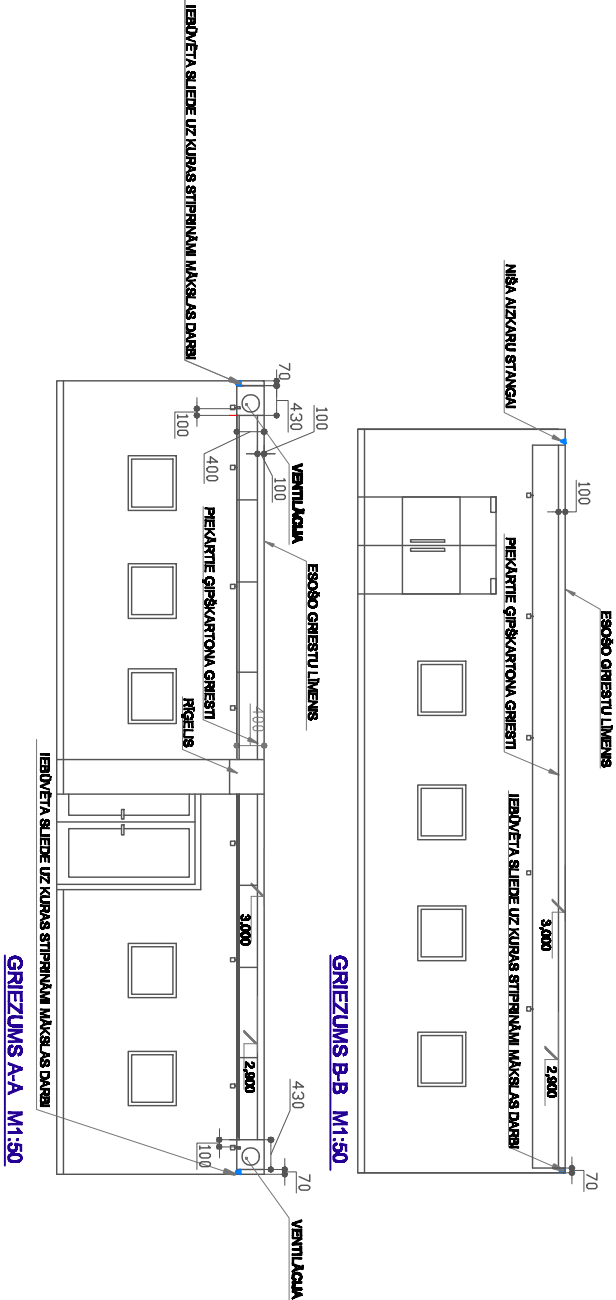 ESOŠO GRIESTU LĪMENIS
100
NIŠA AIZKARU STANGAI
PIEKĀRTIE ĢIPŠKARTONA GRIESTI
IEBŪVĒTA SLIEDE UZ KURAS STIPRINĀMI MĀKSLAS DARBI
3,000
2,900
70
GRIEZUMS B-B M1:50
IEBŪVĒTA SLIEDE UZ KURAS STIPRINĀMI MĀKSLAS DARBI
70
430
100
100
400
100
VENTILĀCIJA
ESOŠO GRIESTU LĪMENIS
PIEKĀRTIE ĢIPŠKARTONA GRIESTI
400
RĪĢELIS
3,000
2,900
430
100
70
VENTILĀCIJA
IEBŪVĒTA SLIEDE UZ KURAS STIPRINĀMI MĀKSLAS DARBI
GRIEZUMS A-A M1:50